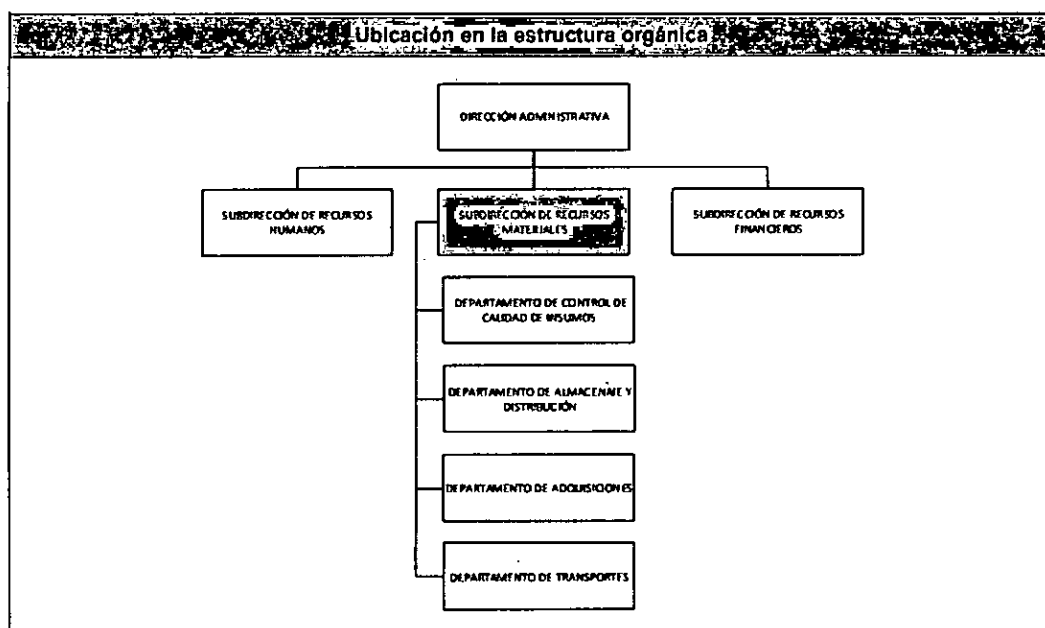 Ubicación en la estructura orgánica
DIRECCIÓN ADMINISTRATIVA
SUBDIRECCIÓN DE RECURSOS
HUMANOS
SUBDIRECCIÓN DE RECURSOS
MATERIALES
SUBDIRECCIÓN DE RECURSOS
FINANCIEROS
DEPARTAMENTO DE CONTROL DE
CALIDAD DE INSUMOS
DEPARTAMENTO DE ALMACENAJE Y
DISTRIBUCIÓN
DEPARTAMENTO DE ADQUISICIONES
DEPARTAMENTO DE TRANSPORTES